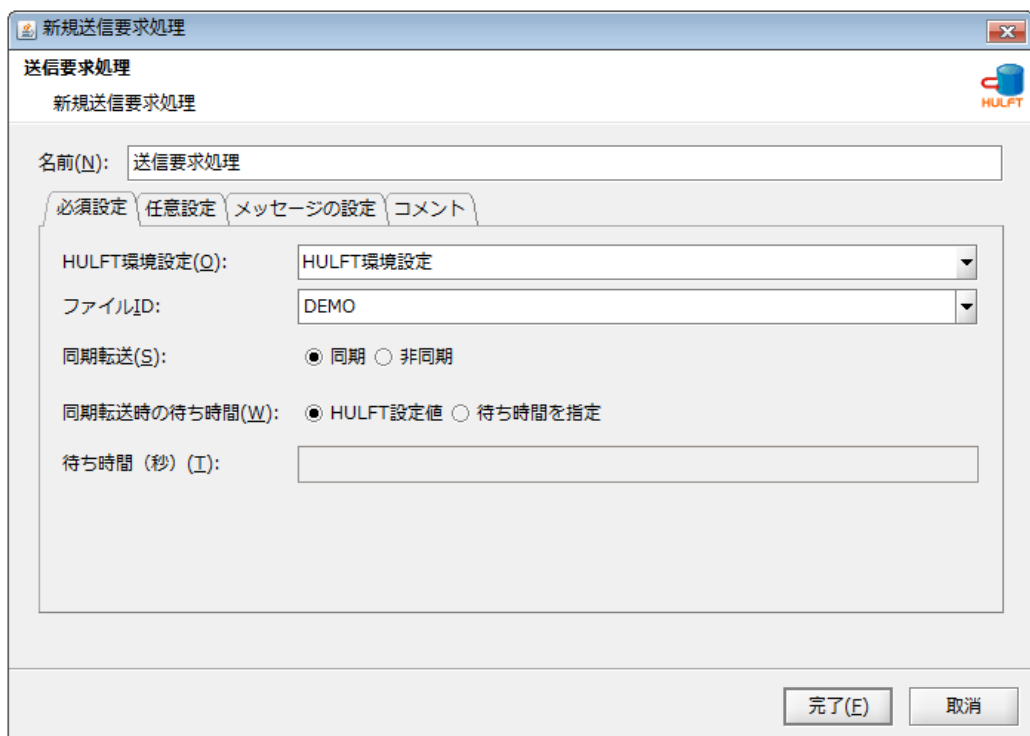 新規送信要求処理
送信要求処理
新規送信要求処理
HULFT
名前(N): 送信要求処理
必須設定 任意設定 メッセージの設定 コメント
HULFT環境設定(O): HULFT環境設定
ファイルID: DEMO
同期転送(S): 同期 非同期
同期転送時の待ち時間(W): HULFT設定値 待ち時間を指定
待ち時間（秒）(T):
完了(F) 取消